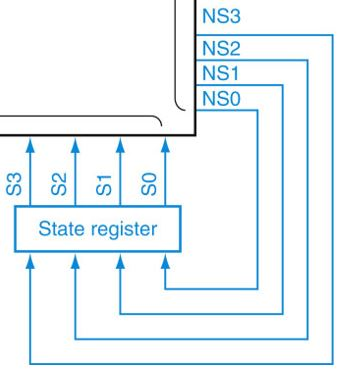 NS3
NS2
NS1
NS0
S3
S2
S1
S0
State register